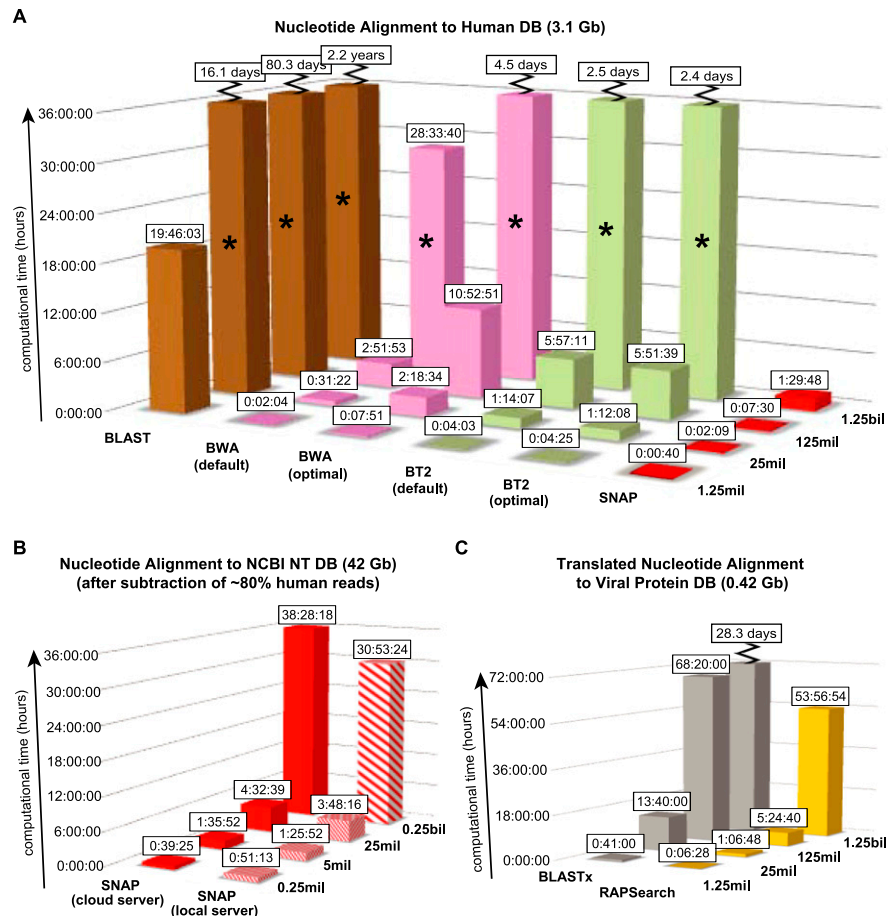 A
Nucleotide Alignment to Human DB (3.1 Gb)
16.1 days
80.3 days
2.2 years
4.5 days
2.5 days
2.4 days
computational time (hours)
36:00:00
30:00:00
24:00:00
18:00:00
12:00:00
6:00:00
0:00:00
28:33:40
19:46:03
* * * * * * *
10:52:51
2:51:53
5:57:11
5:51:39
0:31:22
2:18:34
1:29:48
0:02:04
0:07:51
1:14:07
1:12:08
0:07:30
0:04:03
0:04:25
0:02:09
0:00:40
BLAST
BWA
(default)
BWA
(optimal)
BT2
(default)
BT2
(optimal)
SNAP
1.25mil
25mil
125mil
1.25bil
B
Nucleotide Alignment to NCBI NT DB (42 Gb)
(after subtraction of ~80% human reads)
computational time (hours)
36:00:00
30:00:00
24:00:00
18:00:00
12:00:00
6:00:00
0:00:00
38:28:18
30:53:24
4:32:39
3:48:16
1:35:52
1:25:52
0:39:25
0:51:13
SNAP
(cloud server)
SNAP
(local server)
0.25mil
5mil
25mil
0.25bil
C
Translated Nucleotide Alignment
to Viral Protein DB (0.42 Gb)
computational time (hours)
72:00:00
54:00:00
36:00:00
18:00:00
0:00:00
28.3 days
68:20:00
53:56:54
13:40:00
5:24:40
0:41:00
1:06:48
0:06:28
BLASTx
RAPSearch
1.25mil
25mil
125mil
1.25bil